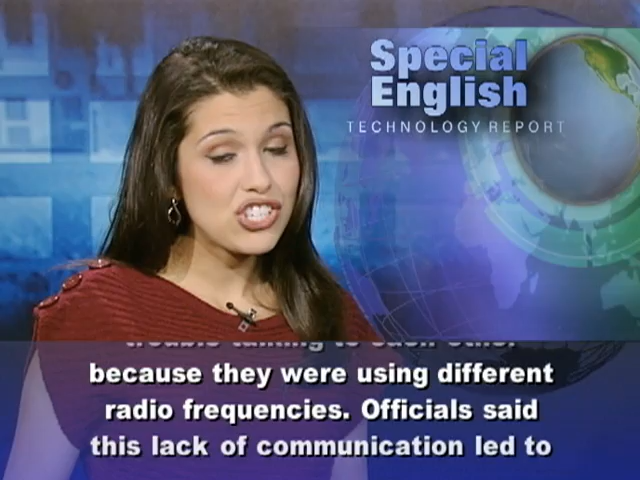 Special
English
TECHNOLOGY REPORT
because they were using different
radio frequencies. Officials said
this lack of communication led to